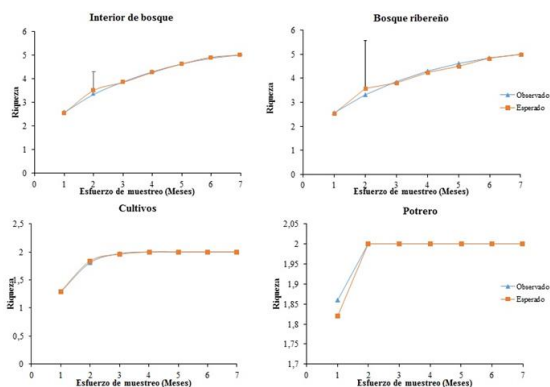 Interior de bosque
6
5
4
3
2
1
0
Riqueza
0 1 2 3 4 5 6 7
Esfuerzo de muestreo (Meses)
Bosque ribereño
6
5
4
3
2
1
0
Riqueza
0 1 2 3 4 5 6 7
Esfuerzo de muestreo (Meses)
Observado
Esperado
Cultivos
2,5
2
1,5
1
0,5
0
Riqueza
0 1 2 3 4 5 6 7
Esfuerzo de muestreo (Meses)
Potrero
2,05
2
1,95
1,9
1,85
1,8
1,75
1,7
Riqueza
0 1 2 3 4 5 6 7
Esfuerzo de muestreo (Meses)
Observado
Esperado